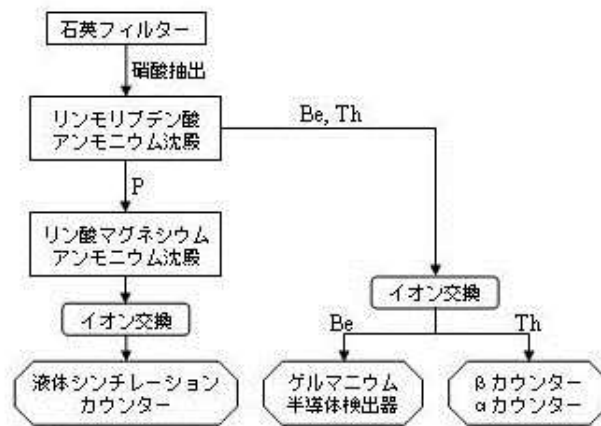 石英フィルター
硝酸抽出
リンモリブデン酸
アンモニウム沈殿
Be, Th
P
リン酸マグネシウム
アンモニウム沈殿
イオン交換
イオン交換
Be
Th
液体シンチレーション
カウンター
ゲルマニウム
半導体検出器
βカウンター
αカウンター